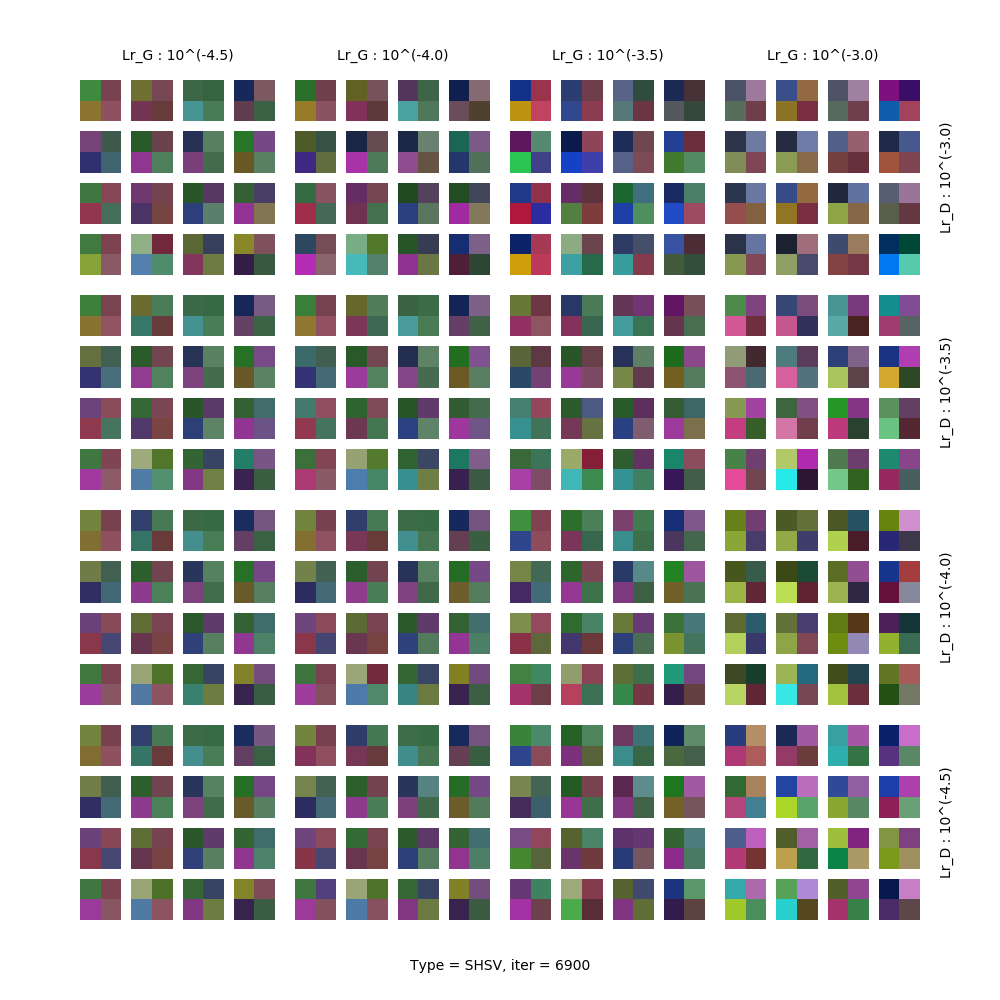 Lr_G : 10^(-4.5)
Lr_G : 10^(-4.0)
Lr_G : 10^(-3.5)
Lr_G : 10^(-3.0)
Lr_D : 10^(-3.0)
Lr_D : 10^(-3.5)
Lr_D : 10^(-4.0)
Lr_D : 10^(-4.5)
Type = SHSV, iter = 6900